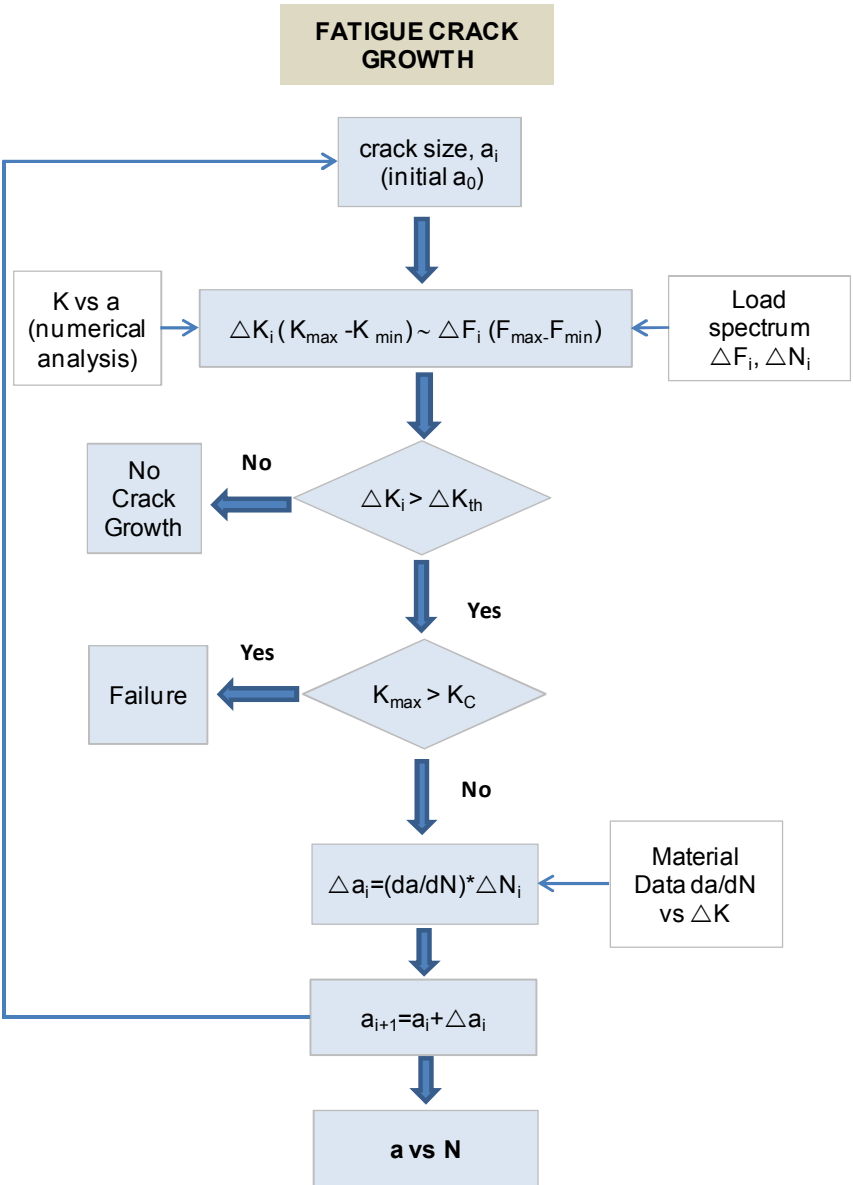 FATIGUE CRACK
GROWTH
crack size, aᵢ
(initial a₀)
K vs a
(numerical
analysis)
△Kᵢ ( Kₘₐₓ -K ₘᵢₙ) ~ △Fᵢ (Fₘₐₓ-Fₘᵢₙ)
Load
spectrum
△Fᵢ, △Nᵢ
No
Crack
Growth
No
△Kᵢ > △Kₜₕ
Yes
Failure
Yes
Kₘₐₓ > K_C
No
△aᵢ=(da/dN)*△Nᵢ
Material
Data da/dN
vs △K
aᵢ₊₁=aᵢ+△aᵢ
a vs N